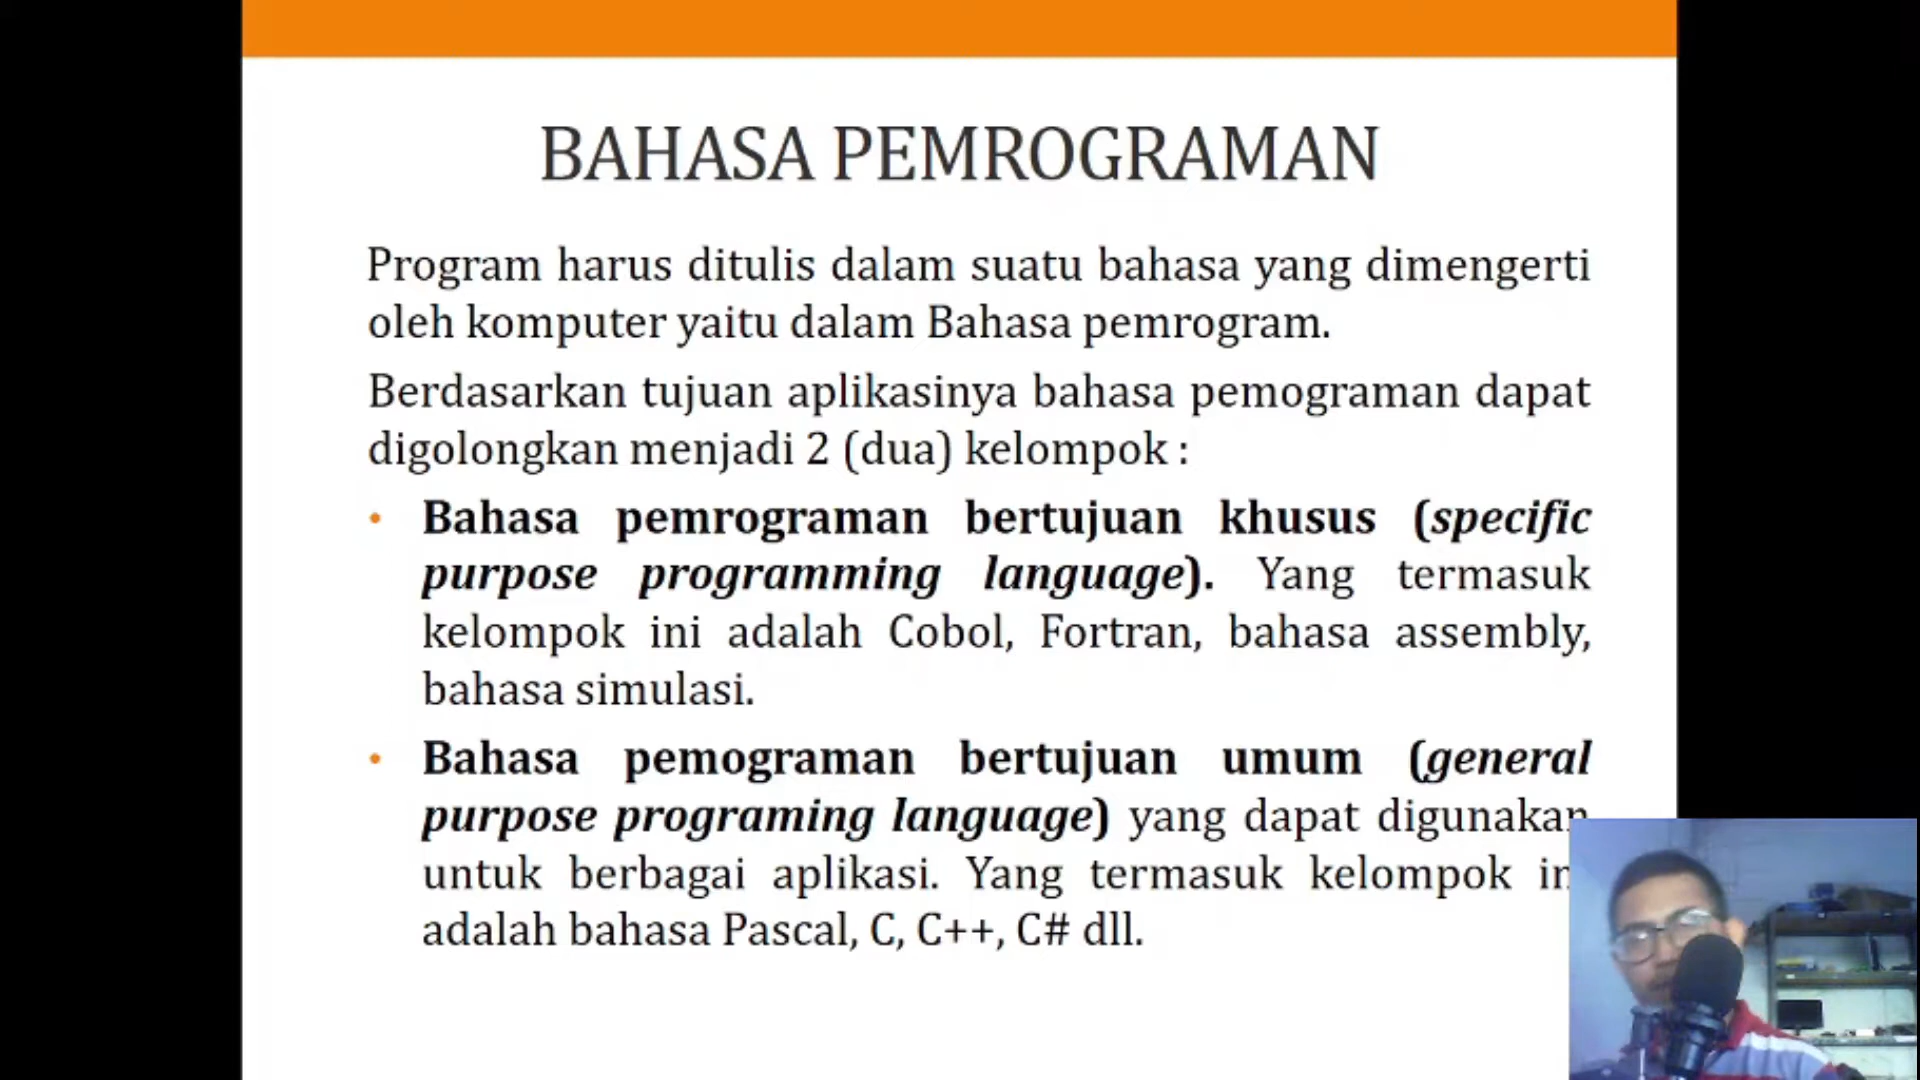 BAHASA PEMROGRAMAN
Program harus ditulis dalam suatu bahasa yang dimengerti
oleh komputer yaitu dalam Bahasa pemrogram.
Berdasarkan tujuan aplikasinya bahasa pemograman dapat
digolongkan menjadi 2 (dua) kelompok :
• Bahasa pemrograman bertujuan khusus (specific
purpose programming language). Yang termasuk
kelompok ini adalah Cobol, Fortran, bahasa assembly,
bahasa simulasi.
• Bahasa pemograman bertujuan umum (general
purpose programing language) yang dapat digunakan
untuk berbagai aplikasi. Yang termasuk kelompok
adalah bahasa Pascal, C, C++, C# dll.